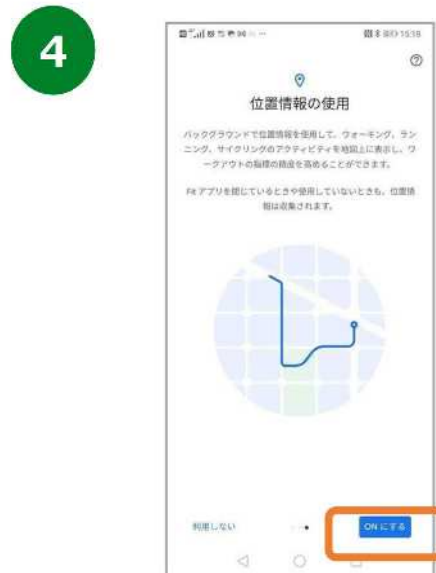 4
15:18
位置情報の使用
バックグラウンドで位置情報を使用して、ウォーキング、ラン
ニング、サイクリングのアクティビティを地図上に表示し、ワ
ークアウトの指標の精度を高めることができます。
Fit アプリを閉じているときや使用していないときも、位置情
報は収集されます。
利用しない
ON にする